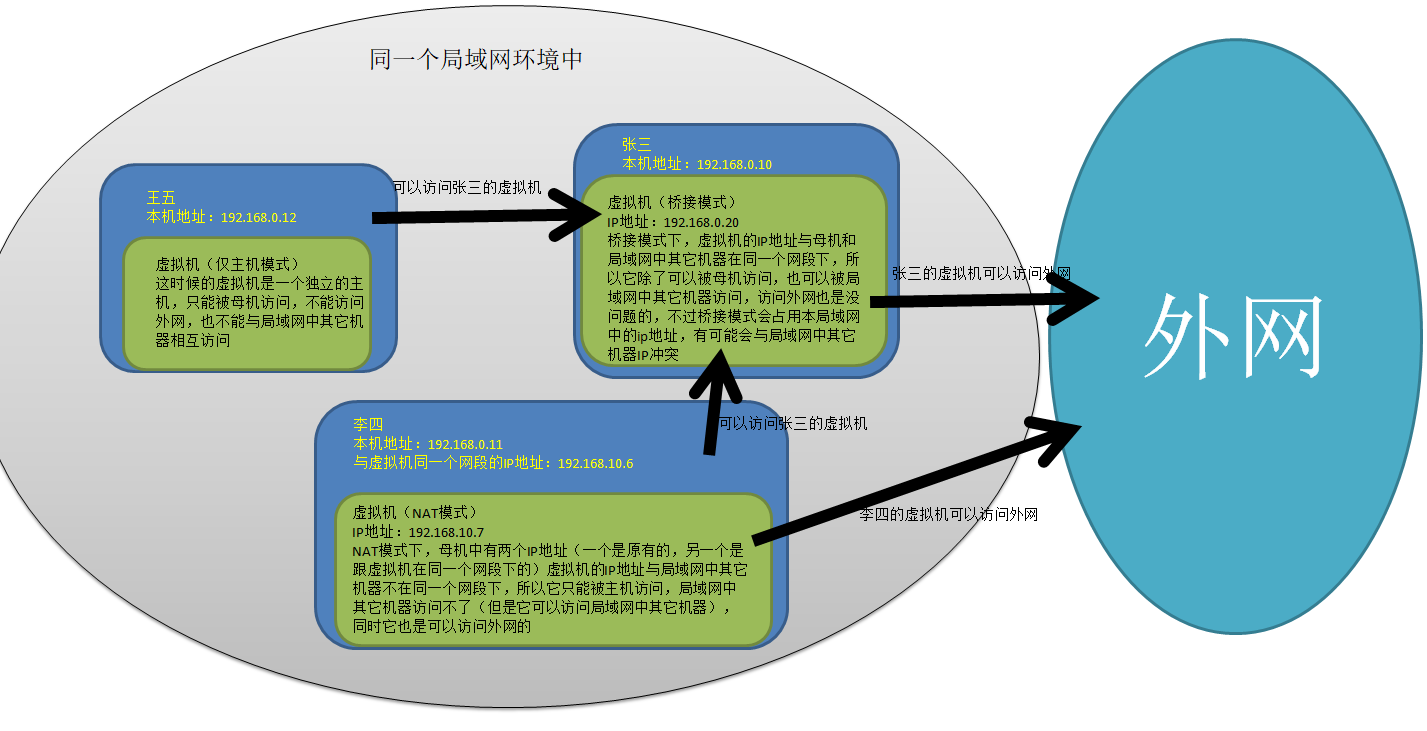 同一个局域网环境中
张三
本机地址：192.168.0.10
虚拟机（桥接模式）
IP地址：192.168.0.20
桥接模式下，虚拟机的IP地址与母机和
局域网中其它机器在同一个网段下，所
以它除了可以被母机访问，也可以被局
域网中其它机器访问，访问外网也是没
问题的，不过桥接模式会占用本局域网
中的ip地址，有可能会与局域网中其它
机器IP冲突
王五
本机地址：192.168.0.12
虚拟机（仅主机模式）
这时候的虚拟机是一个独立的主
机，只能被母机访问，不能访问
外网，也不能与局域网中其它机
器相互访问
可以访问张三的虚拟机
张三的虚拟机可以访问外网
外网
李四
本机地址：192.168.0.11
与虚拟机同一个网段的IP地址：192.168.10.6
可以访问张三的虚拟机
虚拟机（NAT模式）
IP地址：192.168.10.7
NAT模式下，母机中有两个IP地址（一个是原有的，另一个是
跟虚拟机在同一个网段下的）虚拟机的IP地址与局域网中其它
机器不在同一个网段下，所以它只能被主机访问，局域网中
其它机器访问不了（但是它可以访问局域网中其它机器），
同时它也是可以访问外网的
李四的虚拟机可以访问外网